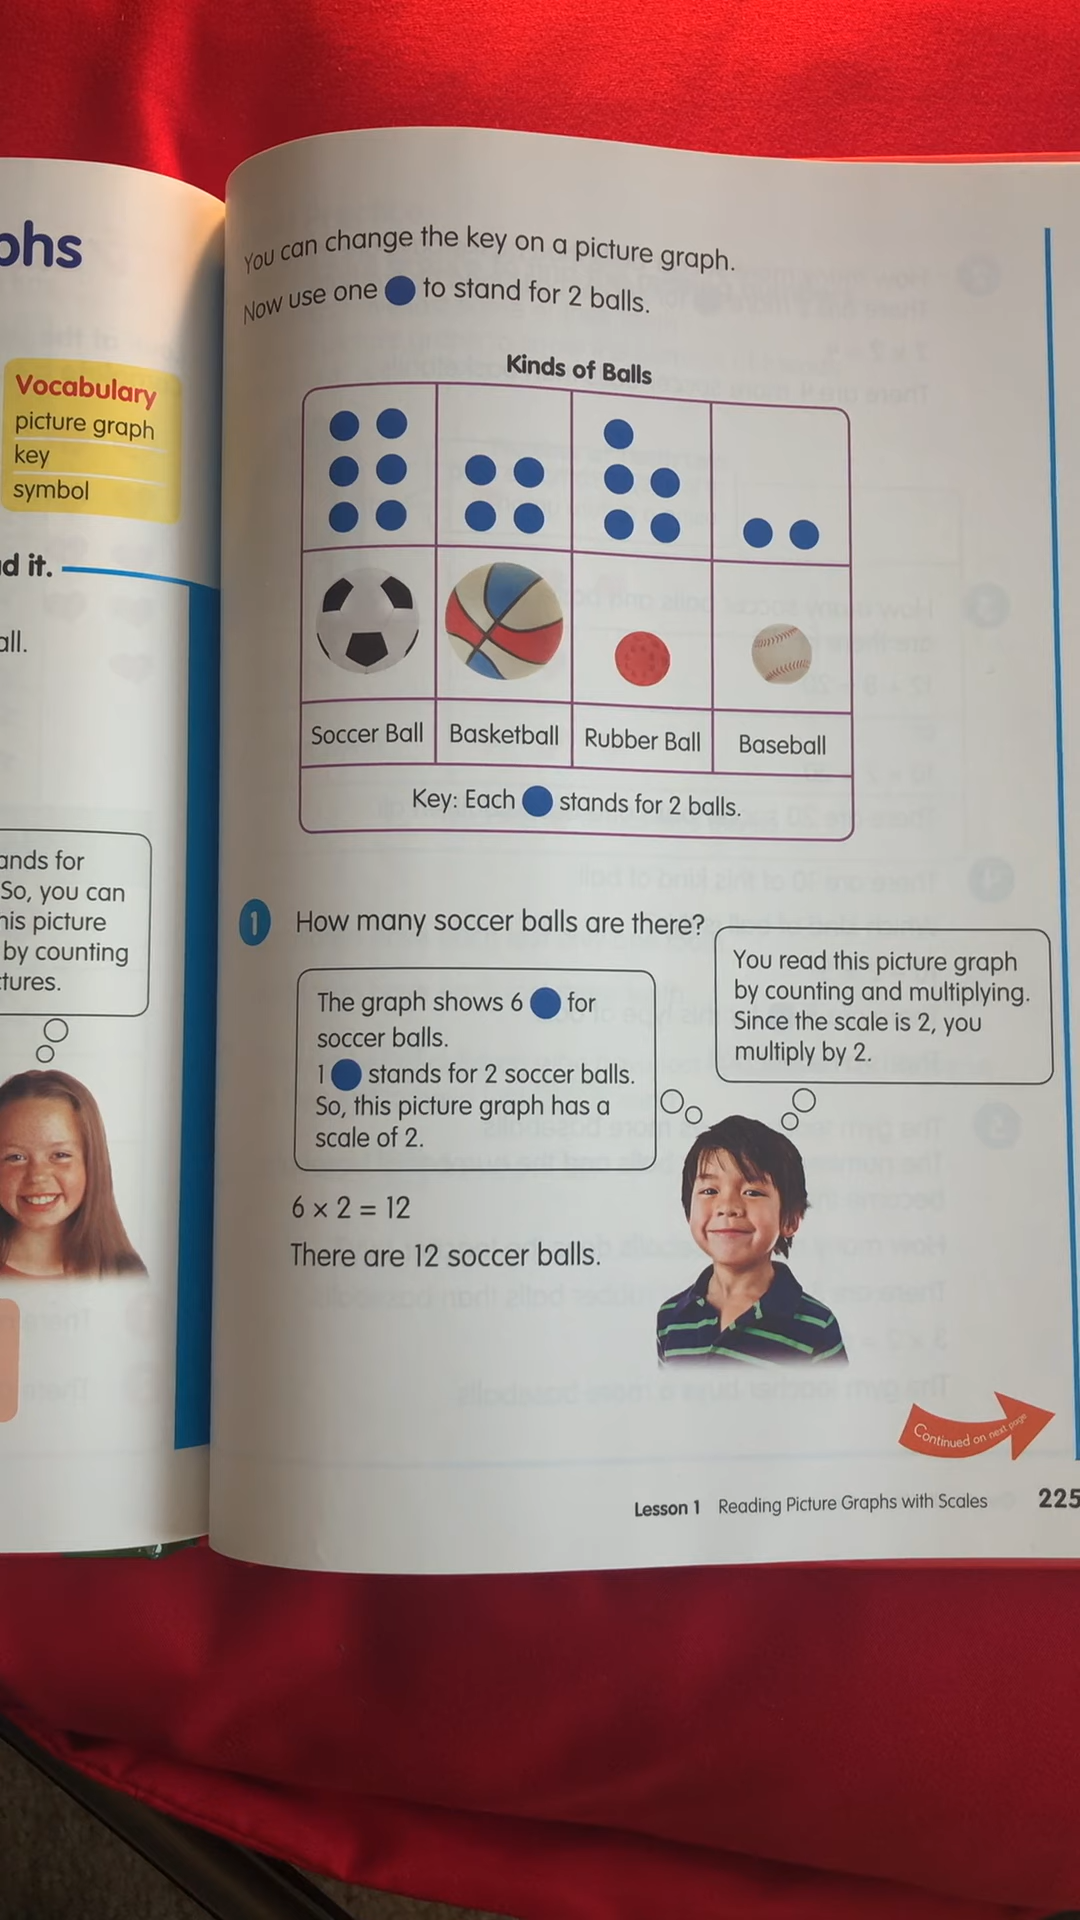 phs
Vocabulary
picture graph
key
symbol
d it.
all.
ands for
So, you can
his picture
by counting
tures.
You can change the key on a picture graph.
Now use one to stand for 2 balls.
Kinds of Balls
Soccer Ball Basketball Rubber Ball Baseball
Key: Each stands for 2 balls.
1 How many soccer balls are there?
The graph shows 6 for
soccer balls.
1 stands for 2 soccer balls.
So, this picture graph has a
scale of 2.
You read this picture graph
by counting and multiplying.
Since the scale is 2, you
multiply by 2.
6 × 2 = 12
There are 12 soccer balls.
Continued on next page
Lesson 1 Reading Picture Graphs with Scales 225